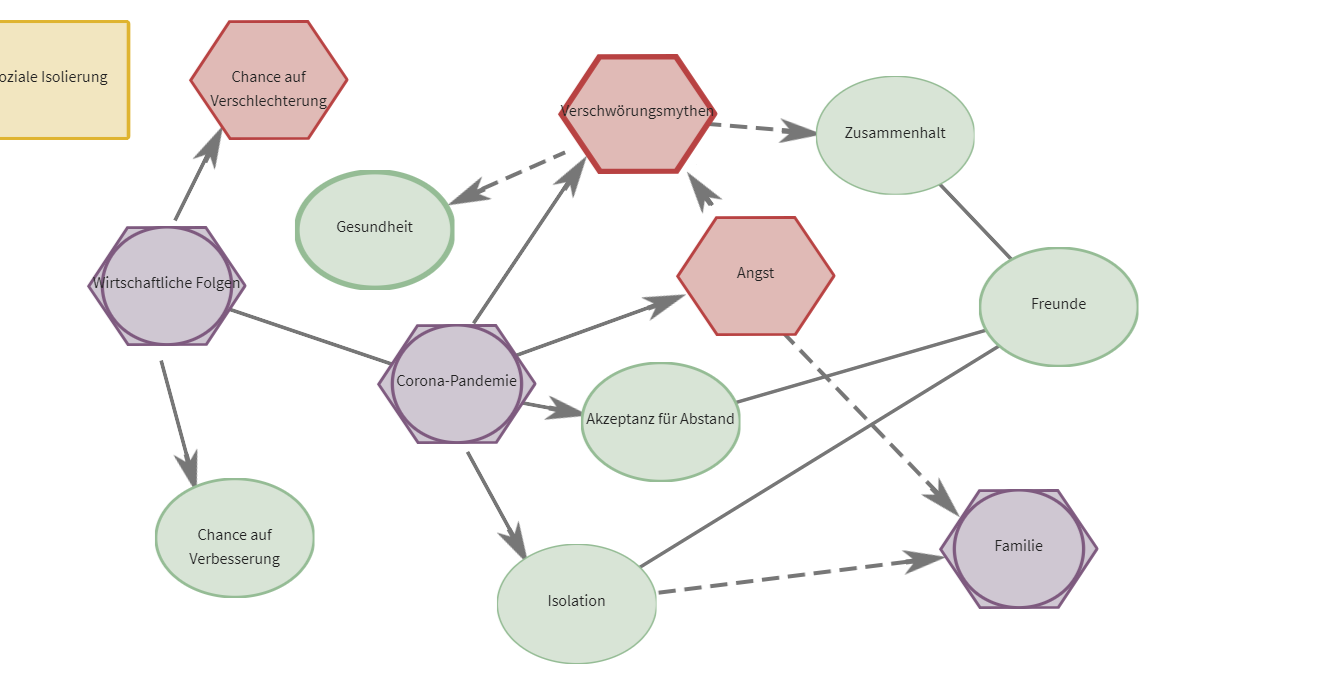 oziale Isolierung
Chance auf
Verschlechterung
Verschwörungsmythen
Zusammenhalt
Gesundheit
Wirtschaftliche Folgen
Angst
Freunde
Corona-Pandemie
Akzeptanz für Abstand
Chance auf
Verbesserung
Familie
Isolation